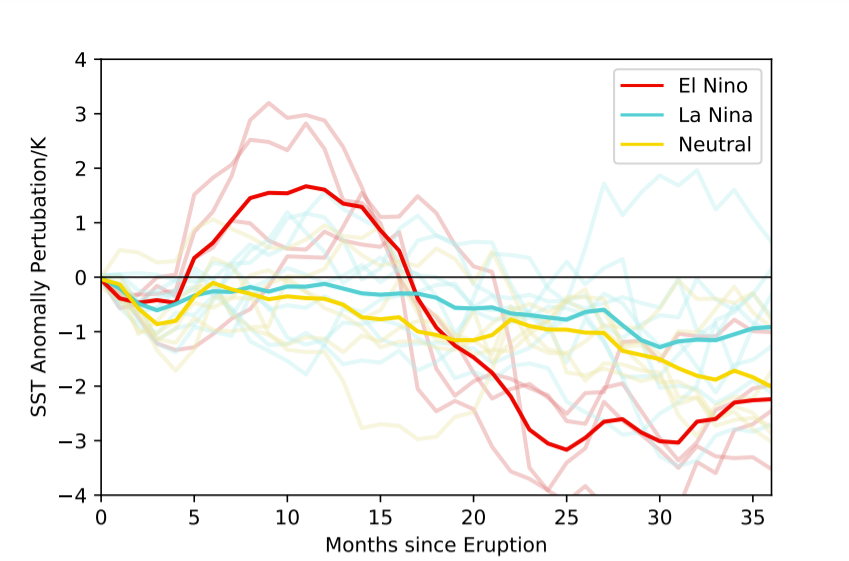 4
3
2
1
0
−1
−2
−3
−4
SST Anomally Pertubation/K
El Nino
La Nina
Neutral
0 5 10 15 20 25 30 35
Months since Eruption